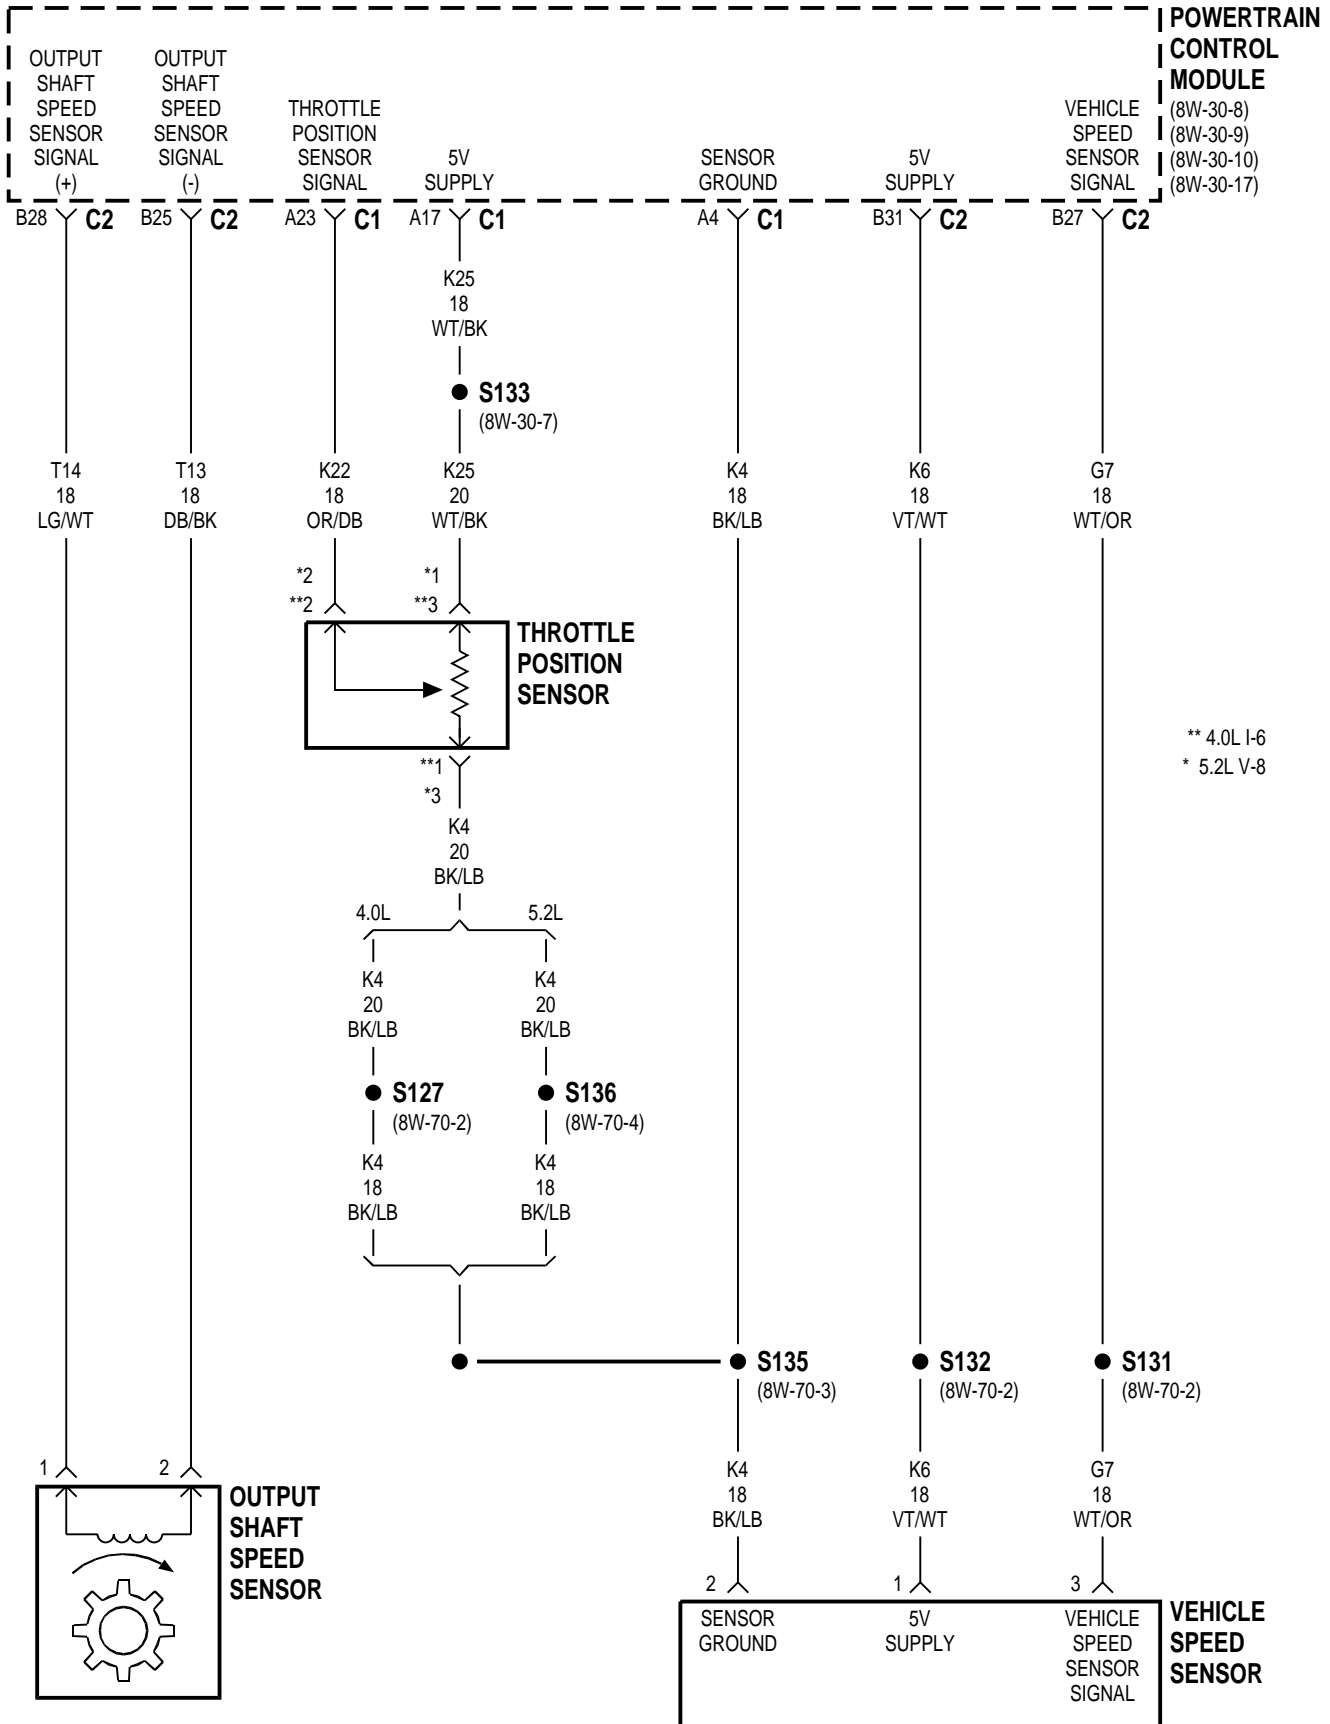 POWERTRAIN
CONTROL
MODULE
(8W-30-8)
(8W-30-9)
(8W-30-10)
(8W-30-17)
OUTPUT
SHAFT
SPEED
SENSOR
SIGNAL
(+)
OUTPUT
SHAFT
SPEED
SENSOR
SIGNAL
(-)
THROTTLE
POSITION
SENSOR
SIGNAL
5V
SUPPLY
SENSOR
GROUND
5V
SUPPLY
VEHICLE
SPEED
SENSOR
SIGNAL
B28 C2
B25 C2
A23 C1
A17 C1
A4 C1
B31 C2
B27 C2
K25
18
WT/BK
S133
(8W-30-7)
T14
18
LG/WT
T13
18
DB/BK
K22
18
OR/DB
K25
20
WT/BK
K4
18
BK/LB
K6
18
VT/WT
G7
18
WT/OR
*2
**2
*1
**3
THROTTLE
POSITION
SENSOR
** 4.0L I-6
* 5.2L V-8
**1
*3
K4
20
BK/LB
4.0L
5.2L
K4
20
BK/LB
K4
20
BK/LB
S127
(8W-70-2)
S136
(8W-70-4)
K4
18
BK/LB
K4
18
BK/LB
S135
(8W-70-3)
S132
(8W-70-2)
S131
(8W-70-2)
1
2
OUTPUT
SHAFT
SPEED
SENSOR
K4
18
BK/LB
K6
18
VT/WT
G7
18
WT/OR
2
1
3
SENSOR
GROUND
5V
SUPPLY
VEHICLE
SPEED
SENSOR
SIGNAL
VEHICLE
SPEED
SENSOR